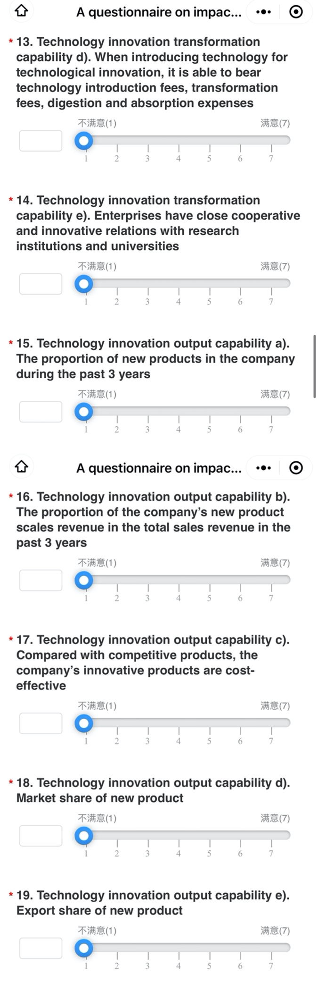 A questionnaire on impac...
* 13. Technology innovation transformation
capability d). When introducing technology for
technological innovation, it is able to bear
technology introduction fees, transformation
fees, digestion and absorption expenses
不满意(1) 满意(7)
1 2 3 4 5 6 7
* 14. Technology innovation transformation
capability e). Enterprises have close cooperative
and innovative relations with research
institutions and universities
不满意(1) 满意(7)
1 2 3 4 5 6 7
* 15. Technology innovation output capability a).
The proportion of new products in the company
during the past 3 years
不满意(1) 满意(7)
1 2 3 4 5 6 7
A questionnaire on impac...
* 16. Technology innovation output capability b).
The proportion of the company’s new product
scales revenue in the total sales revenue in the
past 3 years
不满意(1) 满意(7)
1 2 3 4 5 6 7
* 17. Technology innovation output capability c).
Compared with competitive products, the
company’s innovative products are cost-
effective
不满意(1) 满意(7)
1 2 3 4 5 6 7
* 18. Technology innovation output capability d).
Market share of new product
不满意(1) 满意(7)
1 2 3 4 5 6 7
* 19. Technology innovation output capability e).
Export share of new product
不满意(1) 满意(7)
1 2 3 4 5 6 7